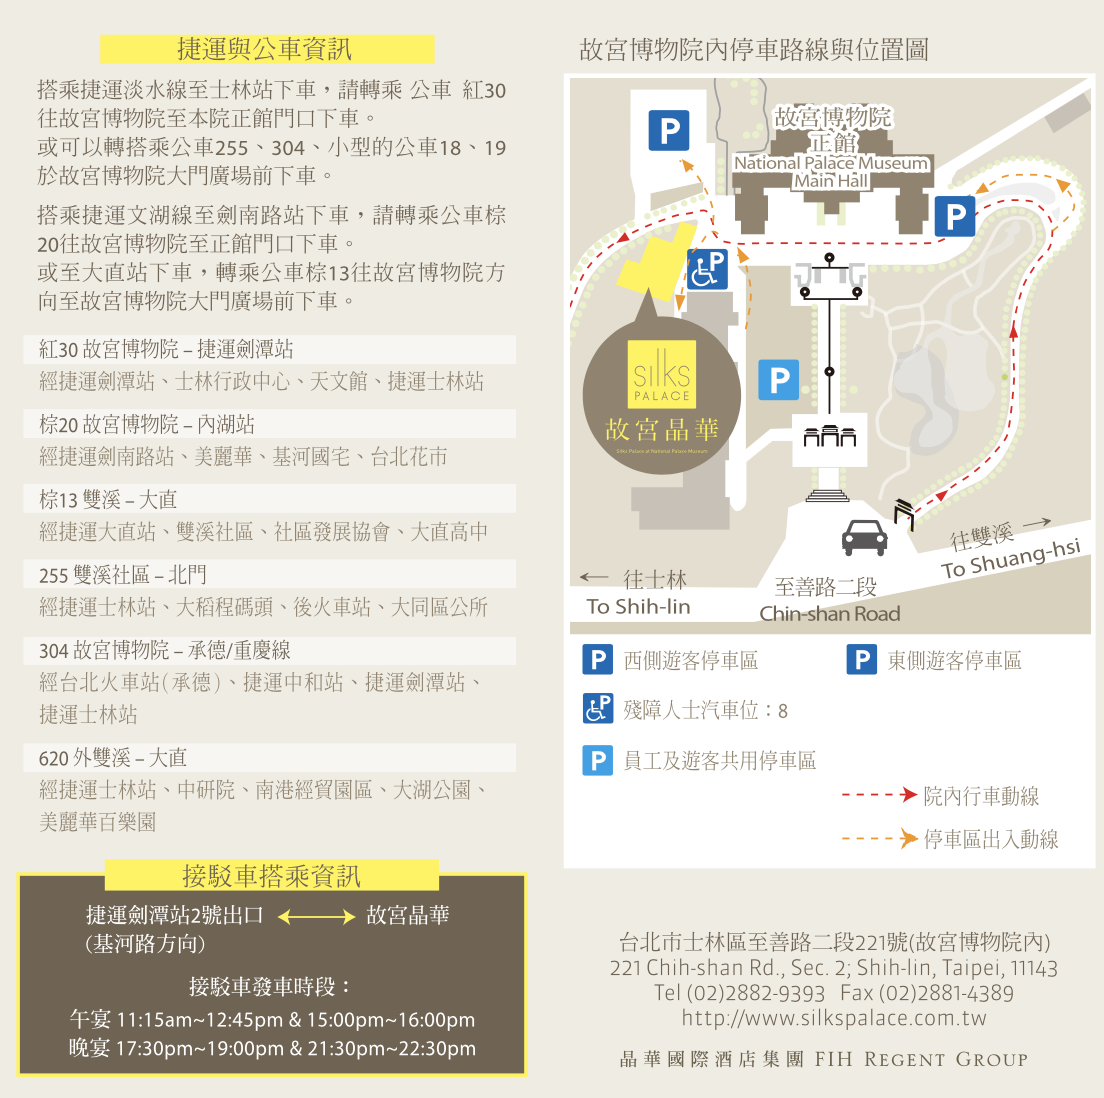 捷運與公車資訊
搭乘捷運淡水線至士林站下車，請轉乘 公車 紅30
往故宮博物院至本院正館門口下車。
或可以轉搭乘公車255、304、小型的公車18、19
於故宮博物院大門廣場前下車。
搭乘捷運文湖線至劍南路站下車，請轉乘公車棕
20往故宮博物院至正館門口下車。
或至大直站下車，轉乘公車棕13往故宮博物院方
向至故宮博物院大門廣場前下車。
紅30 故宮博物院 – 捷運劍潭站
經捷運劍潭站、士林行政中心、天文館、捷運士林站
棕20 故宮博物院 – 內湖站
經捷運劍南路站、美麗華、基河國宅、台北花市
棕13 雙溪 – 大直
經捷運大直站、雙溪社區、社區發展協會、大直高中
255 雙溪社區 – 北門
經捷運士林站、大稻程碼頭、後火車站、大同區公所
304 故宮博物院 – 承德/重慶線
經台北火車站(承德)、捷運中和站、捷運劍潭站、
捷運士林站
620 外雙溪 – 大直
經捷運士林站、中研院、南港經貿園區、大湖公園、
美麗華百樂園
接駁車搭乘資訊
捷運劍潭站2號出口 故宮晶華
(基河路方向)
接駁車發車時段：
午宴 11:15am~12:45pm & 15:00pm~16:00pm
晚宴 17:30pm~19:00pm & 21:30pm~22:30pm
故宮博物院內停車路線與位置圖
P
故宮博物院
正館
National Palace Museum
Main Hall
P
P
silks
PALACE
故宮晶華
Silks Palace at National Palace Museum
P
往士林
To Shih-lin
至善路二段
Chin-shan Road
往雙溪
To Shuang-hsi
P 西側遊客停車區
P 東側遊客停車區
P 殘障人士汽車位：8
P 員工及遊客共用停車區
院內行車動線
停車區出入動線
台北市士林區至善路二段221號(故宮博物院內)
221 Chih-shan Rd., Sec. 2; Shih-lin, Taipei, 11143
Tel (02)2882-9393 Fax (02)2881-4389
http://www.silkspalace.com.tw
晶華國際酒店集團 FIH REGENT GROUP